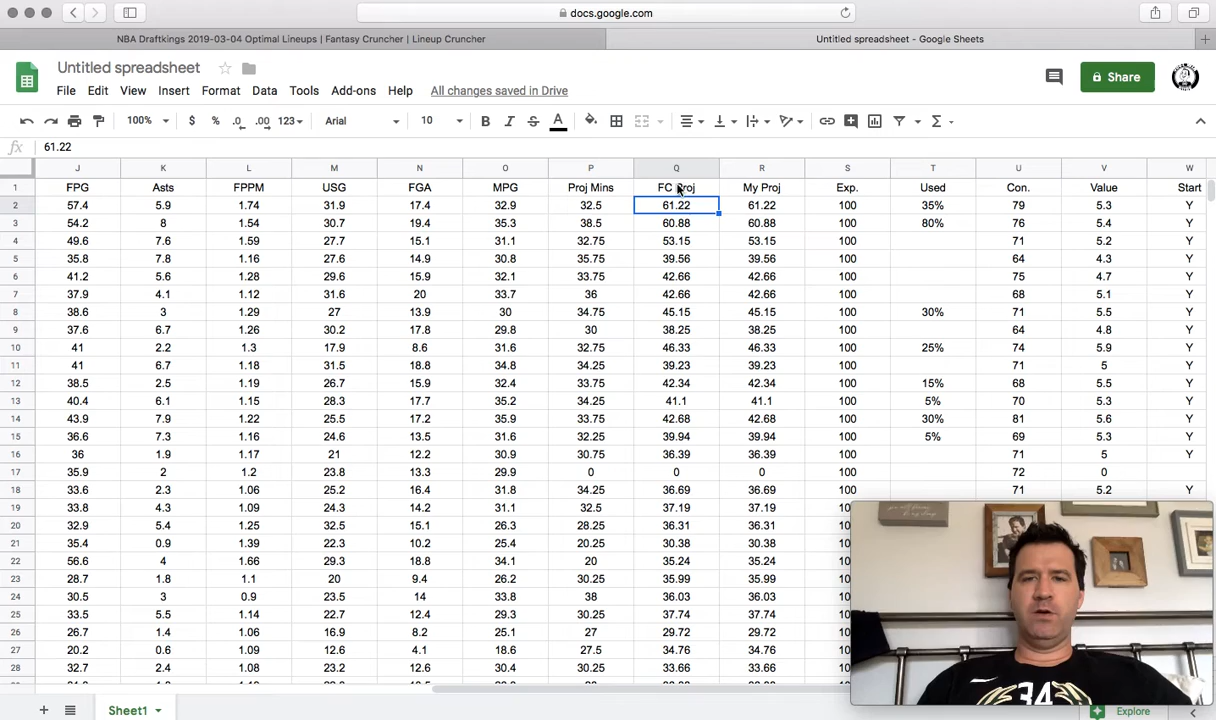 docs.google.com
NBA Draftkings 2019-03-04 Optimal Lineups | Fantasy Cruncher | Lineup Cruncher
Untitled spreadsheet - Google Sheets
Untitled spreadsheet
File Edit View Insert Format Data Tools Add-ons Help All changes saved in Drive
Share
100% $ % .0 .00 123 Arial 10 B I S A
fx 61.22
J K L M N O P Q R S T U V W
1 FPG Asts FPPM USG FGA MPG Proj Mins FC Proj My Proj Exp. Used Con. Value Start
2 57.4 5.9 1.74 31.9 17.4 32.9 32.5 61.22 61.22 100 35% 79 5.3 Y
3 54.2 8 1.54 30.7 19.4 35.3 38.5 60.88 60.88 100 80% 76 5.4 Y
4 49.6 7.6 1.59 27.7 15.1 31.1 32.75 53.15 53.15 100 71 5.2 Y
5 35.8 7.8 1.16 27.6 14.9 30.8 35.75 39.56 39.56 100 64 4.3 Y
6 41.2 5.6 1.28 29.6 15.9 32.1 33.75 42.66 42.66 100 75 4.7 Y
7 37.9 4.1 1.12 31.6 20 33.7 36 42.66 42.66 100 68 5.1 Y
8 38.6 3 1.29 27 13.9 30 34.75 45.15 45.15 100 30% 71 5.5 Y
9 37.6 6.7 1.26 30.2 17.8 29.8 30 38.25 38.25 100 64 4.8 Y
10 41 2.2 1.3 17.9 8.6 31.6 32.75 46.33 46.33 100 25% 74 5.9 Y
11 41 6.7 1.18 31.5 18.8 34.8 34.25 39.23 39.23 100 71 5 Y
12 38.5 2.5 1.19 26.7 15.9 32.4 33.75 42.34 42.34 100 15% 68 5.5 Y
13 40.4 6.1 1.15 28.3 17.7 35.2 34.25 41.1 41.1 100 5% 70 5.3 Y
14 43.9 7.9 1.22 25.5 17.2 35.9 33.75 42.68 42.68 100 30% 81 5.6 Y
15 36.6 7.3 1.16 24.6 13.5 31.6 32.25 39.94 39.94 100 5% 69 5.3 Y
16 36 1.9 1.17 21 12.2 30.9 30.75 36.39 36.39 100 71 5 Y
17 35.9 2 1.2 23.8 13.3 29.9 0 0 0 100 72 0
18 33.6 2.3 1.06 25.2 16.4 31.8 34.25 36.69 36.69 100 71 5.2 Y
19 33.8 4.3 1.09 24.3 14.2 31.1 32.5 37.19 37.19 100
20 32.9 5.4 1.25 32.5 15.1 26.3 28.25 36.31 36.31 100
21 35.4 0.9 1.39 22.3 10.2 25.4 20.25 30.38 30.38 100
22 56.6 4 1.66 29.3 18.8 34.1 20 35.24 35.24 100
23 28.7 1.8 1.1 20 9.4 26.2 30.25 35.99 35.99 100
24 30.5 3 0.9 23.5 14 33.8 38 36.03 36.03 100
25 33.5 5.5 1.14 22.7 12.4 29.3 30.25 37.74 37.74 10
26 26.7 1.4 1.06 16.9 8.2 25.1 27 29.72 29.72 10
27 20.2 0.6 1.09 12.6 4.1 18.6 27.5 34.76 34.76 10
28 32.7 2.4 1.08 23.2 12.6 30.4 30.25 33.66 33.66 10
34
Sheet1
Explore